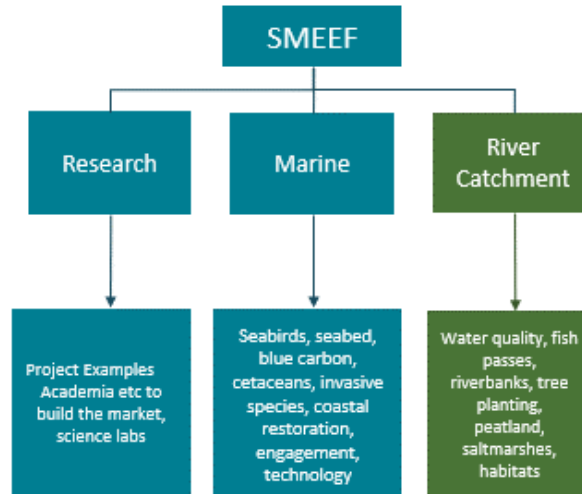 SMEEF
Research
Marine
River
Catchment
Project Examples
Academia etc to
build the market,
science labs
Seabirds, seabed,
blue carbon,
cetaceans, invasive
species, coastal
restoration,
engagement,
technology
Water quality, fish
passes,
riverbanks, tree
planting,
peatland,
saltmarshes,
habitats